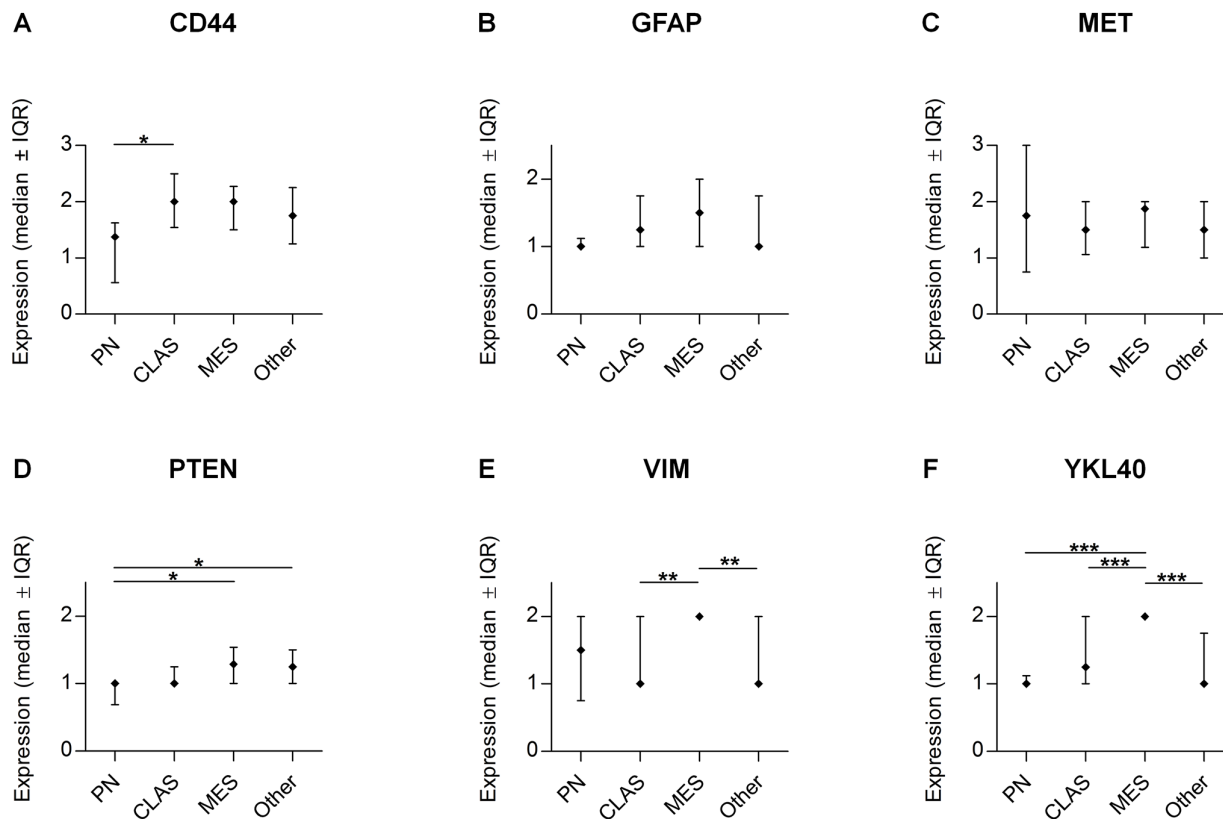 A CD44
Expression (median ± IQR)
3
2
1
0
*
PN CLAS MES Other
B GFAP
Expression (median ± IQR)
2
1
0
PN CLAS MES Other
C MET
Expression (median ± IQR)
3
2
1
0
PN CLAS MES Other
D PTEN
Expression (median ± IQR)
2
1
0
*
*
PN CLAS MES Other
E VIM
Expression (median ± IQR)
2
1
0
**
**
PN CLAS MES Other
F YKL40
Expression (median ± IQR)
2
1
0
***
***
***
PN CLAS MES Other